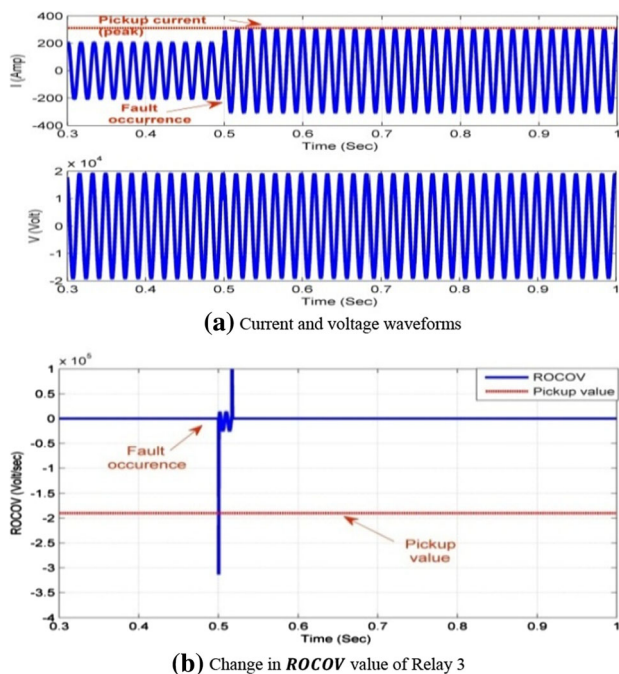 Pickup current
(peak)
400
200
0
-200
-400
I (Amp)
Fault
occurrence
0.3 0.4 0.5 0.6 0.7 0.8 0.9 1
Time (Sec)
2 × 10⁴
1
0
-1
-2
V (Volt)
0.3 0.4 0.5 0.6 0.7 0.8 0.9 1
Time (Sec)
(a) Current and voltage waveforms
1
0.5
0
-0.5
-1
-1.5
-2
-2.5
-3
-3.5
-4
ROCOV (Volt/sec)
ROCOV
Pickup value
Fault
occurence
Pickup
value
0.3 0.4 0.5 0.6 0.7 0.8 0.9 1
Time (Sec)
(b) Change in ROCOV value of Relay 3